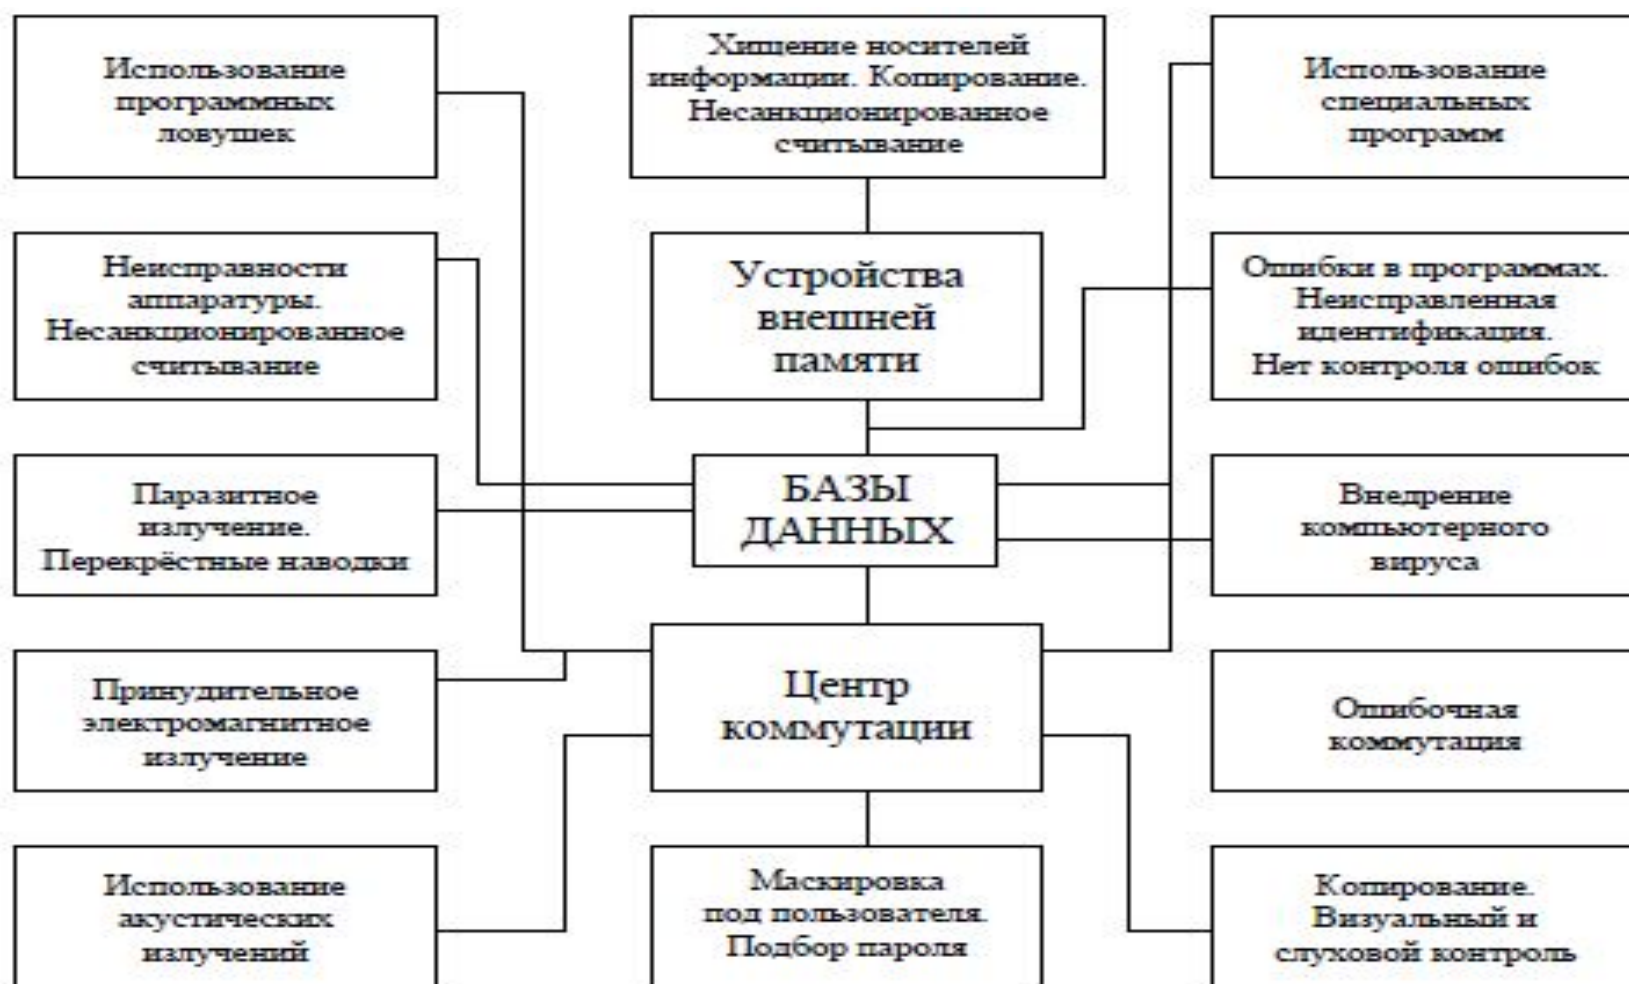 Использование
программных
ловушек
Хищение носителей
информации. Копирование.
Несанкционированное
считывание
Использование
специальных
программ
Неисправности
аппаратуры.
Несанкционированное
считывание
Устройства
внешней
памяти
Ошибки в программах.
Неисправленная
идентификация.
Нет контроля ошибок
Паразитное
излучение.
Перекрёстные наводки
БАЗЫ
ДАННЫХ
Внедрение
компьютерного
вируса
Принудительное
электромагнитное
излучение
Центр
коммутации
Ошибочная
коммутация
Использование
акустических
излучений
Маскировка
под пользователя.
Подбор пароля
Копирование.
Визуальный и
слуховой контроль